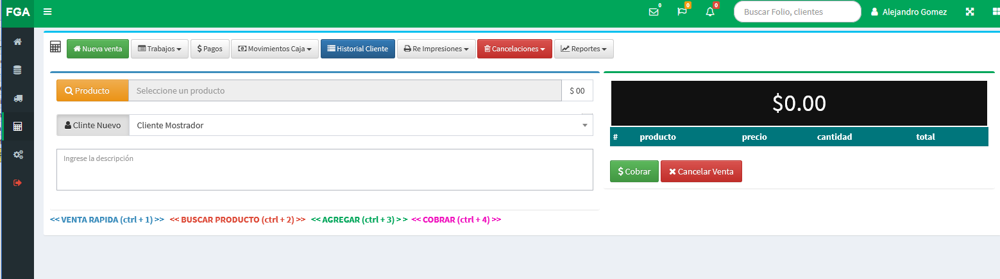 FGA 0 0 0 Buscar Folio, clientes Alejandro Gomez
Nueva venta Trabajos $ Pagos Movimientos Caja Historial Cliente Re Impresiones Cancelaciones Reportes
Producto Seleccione un producto $ 00
$0.00
Clinte Nuevo Cliente Mostrador
# producto precio cantidad total
Ingrese la descripción
$ Cobrar Cancelar Venta
<< VENTA RAPIDA (ctrl + 1) >> << BUSCAR PRODUCTO (ctrl + 2) >> << AGREGAR (ctrl + 3) > > << COBRAR (ctrl + 4) >>